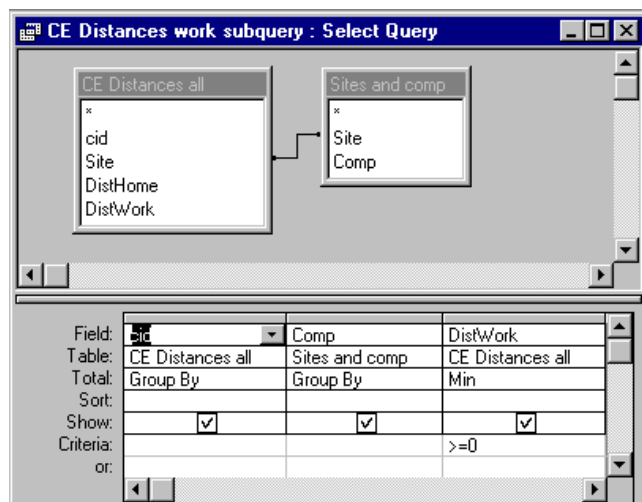 CE Distances work subquery : Select Query
CE Distances all
*
cid
Site
DistHome
DistWork
Sites and comp
*
Site
Comp
Field: cid Comp DistWork
Table: CE Distances all Sites and comp CE Distances all
Total: Group By Group By Min
Sort:
Show:
Criteria: >=0
or: